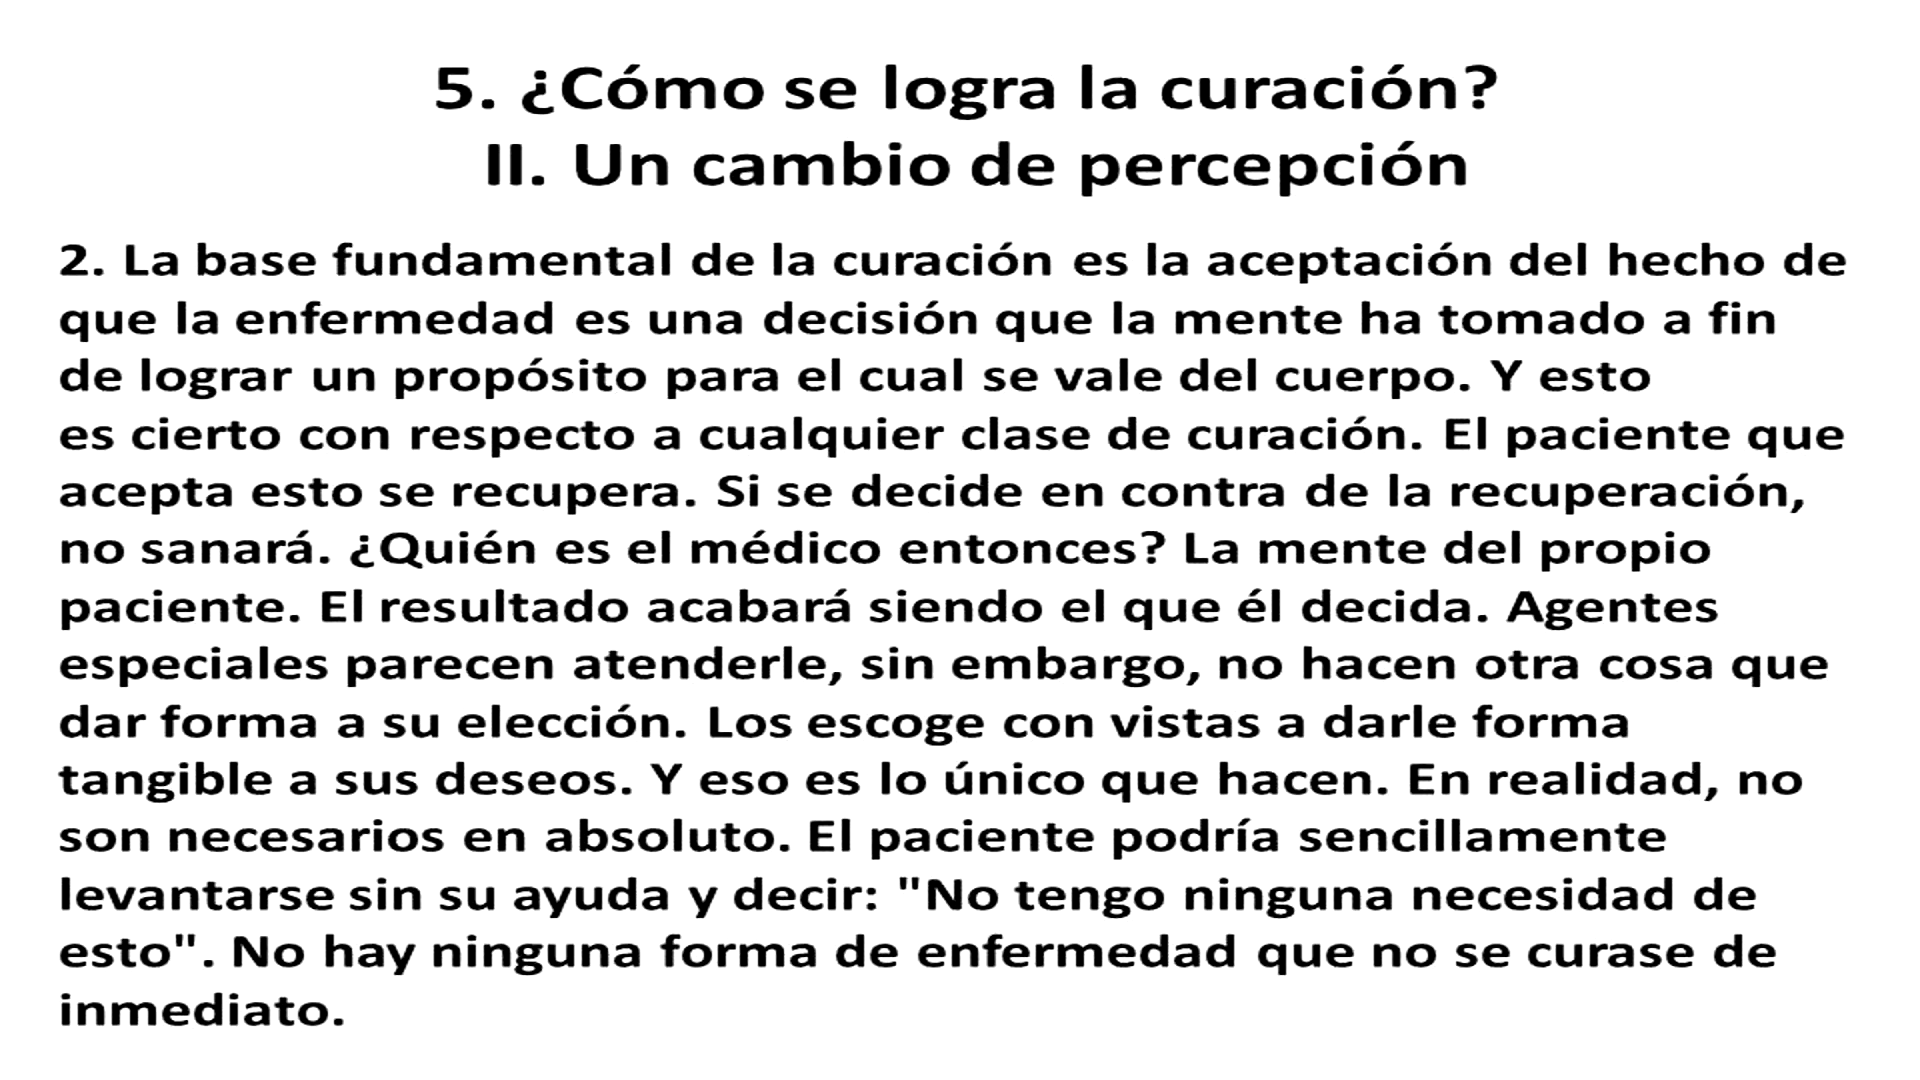 5. ¿Cómo se logra la curación?
II. Un cambio de percepción
2. La base fundamental de la curación es la aceptación del hecho de
que la enfermedad es una decisión que la mente ha tomado a fin
de lograr un propósito para el cual se vale del cuerpo. Y esto
es cierto con respecto a cualquier clase de curación. El paciente que
acepta esto se recupera. Si se decide en contra de la recuperación,
no sanará. ¿Quién es el médico entonces? La mente del propio
paciente. El resultado acabará siendo el que él decida. Agentes
especiales parecen atenderle, sin embargo, no hacen otra cosa que
dar forma a su elección. Los escoge con vistas a darle forma
tangible a sus deseos. Y eso es lo único que hacen. En realidad, no
son necesarios en absoluto. El paciente podría sencillamente
levantarse sin su ayuda y decir: "No tengo ninguna necesidad de
esto". No hay ninguna forma de enfermedad que no se curase de
inmediato.